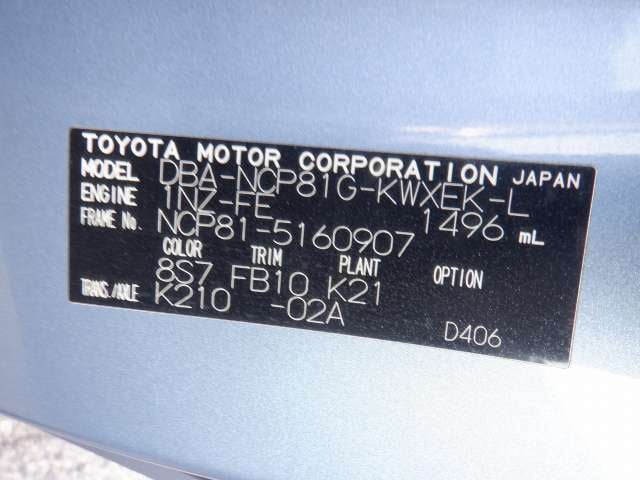 TOYOTA MOTOR CORPORATION JAPAN
MODEL DBA-NCP81G-KWXEK-L
ENGINE 1NZ-FE 1496 mL
FRAME No. NCP81-5160907
COLOR TRIM PLANT OPTION
8S7 FB10 K21
TRANS./AXLE K210 -02A
D406